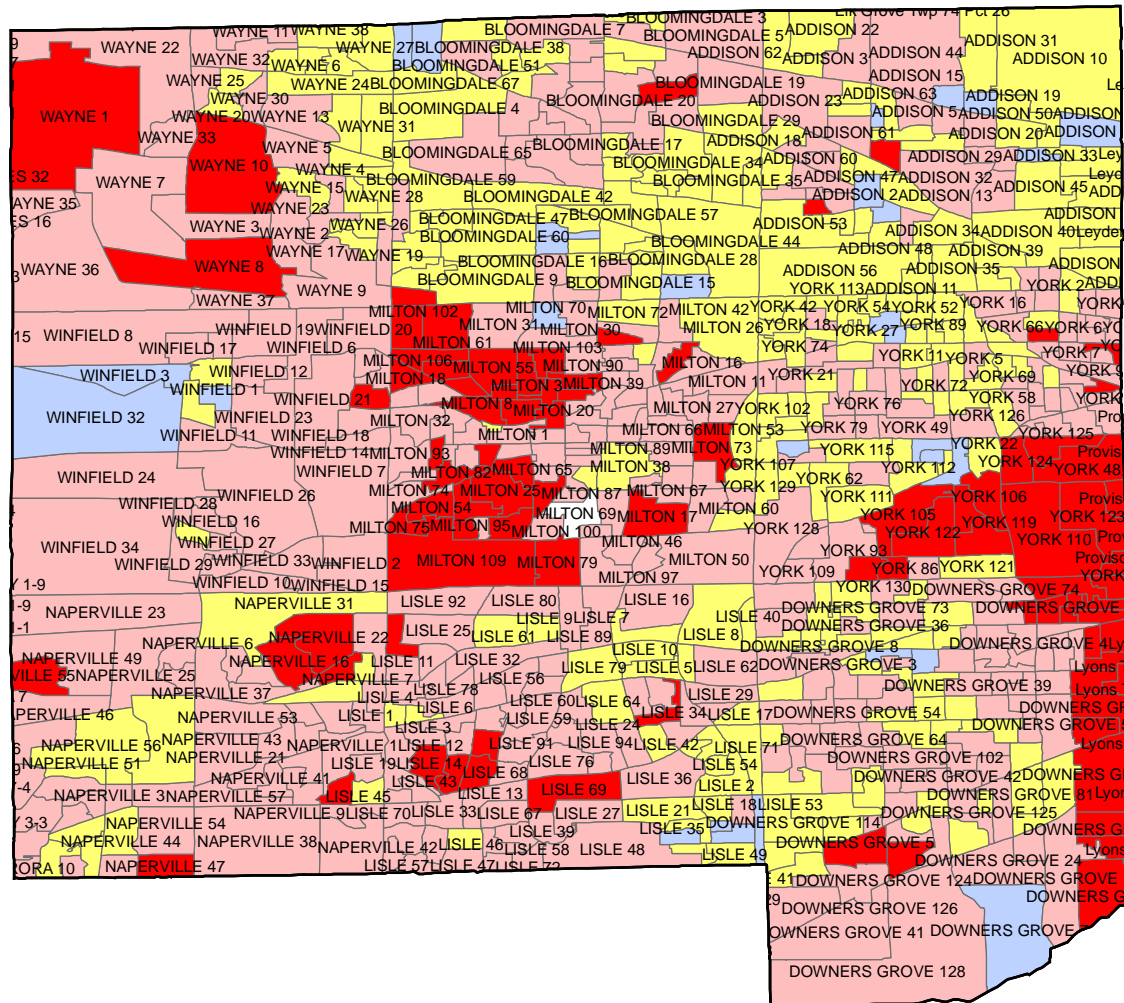 BLOOMINGDALE 3
WAYNE 11
WAYNE 38
BLOOMINGDALE 7
BLOOMINGDALE 5
ADDISON 22
WAYNE 22
WAYNE 27
BLOOMINGDALE 38
ADDISON 31
WAYNE 32
WAYNE 6
BLOOMINGDALE 51
ADDISON 62
ADDISON 3
ADDISON 44
ADDISON 10
WAYNE 25
WAYNE 24
BLOOMINGDALE 67
BLOOMINGDALE 19
ADDISON 15
WAYNE 30
BLOOMINGDALE 20
ADDISON 23
ADDISON 63
ADDISON 19
WAYNE 1
WAYNE 20
WAYNE 13
BLOOMINGDALE 4
ADDISON 5
ADDISON 50
ADDISON
WAYNE 33
WAYNE 31
BLOOMINGDALE 29
ADDISON 61
ADDISON 20
ADDISON
WAYNE 5
BLOOMINGDALE 65
BLOOMINGDALE 17
ADDISON 18
WAYNE 10
WAYNE 4
BLOOMINGDALE 34
ADDISON 60
ADDISON 29
ADDISON 33
WAYNE 7
WAYNE 15
BLOOMINGDALE 59
BLOOMINGDALE 35
ADDISON 47
ADDISON 32
WAYNE 28
BLOOMINGDALE 42
ADDISON 2
ADDISON 13
ADDISON 45
WAYNE 23
BLOOMINGDALE 47
BLOOMINGDALE 57
ADDISON 53
ADDISON
WAYNE 3
WAYNE 2
WAYNE 26
BLOOMINGDALE 60
BLOOMINGDALE 44
ADDISON 34
ADDISON 40
WAYNE 17
WAYNE 19
ADDISON 48
ADDISON 39
WAYNE 36
WAYNE 8
BLOOMINGDALE 16
BLOOMINGDALE 28
ADDISON 56
ADDISON 35
ADDISON
WAYNE 9
BLOOMINGDALE 9
BLOOMINGDALE 15
YORK 113
ADDISON 11
YORK 2
WAYNE 37
MILTON 102
MILTON 70
MILTON 72
MILTON 42
YORK 42
YORK 54
YORK 52
YORK 16
YORK
WINFIELD 8
WINFIELD 19
WINFIELD 20
MILTON 31
MILTON 30
MILTON 26
YORK 18
YORK 27
YORK 89
YORK 66
WINFIELD 17
WINFIELD 6
MILTON 61
MILTON 103
YORK 74
YORK 7
MILTON 106
MILTON 55
MILTON 90
MILTON 16
YORK 11
YORK 5
WINFIELD 3
WINFIELD 12
MILTON 18
MILTON 3
MILTON 39
MILTON 11
YORK 21
YORK 72
YORK 69
WINFIELD 1
WINFIELD 21
MILTON 8
MILTON 20
MILTON 27
YORK 102
YORK 76
YORK 58
YORK
WINFIELD 32
WINFIELD 23
MILTON 32
YORK 126
WINFIELD 11
WINFIELD 18
MILTON 1
MILTON 66
MILTON 53
YORK 79
YORK 49
YORK 125
WINFIELD 14
MILTON 93
MILTON 89
MILTON 73
YORK 115
YORK 22
WINFIELD 24
WINFIELD 7
MILTON 82
MILTON 65
MILTON 38
YORK 107
YORK 112
YORK 124
YORK 48
WINFIELD 26
MILTON 74
MILTON 25
MILTON 87
MILTON 67
YORK 129
YORK 62
YORK 111
YORK 106
WINFIELD 28
MILTON 54
MILTON 69
MILTON 17
MILTON 60
YORK 105
YORK 119
YORK 123
WINFIELD 16
MILTON 75
MILTON 95
MILTON 100
YORK 128
YORK 122
YORK 110
WINFIELD 34
WINFIELD 27
MILTON 46
YORK 93
WINFIELD 29
WINFIELD 33
WINFIELD 2
MILTON 109
MILTON 79
MILTON 50
YORK 109
YORK 86
YORK 121
YORK
WINFIELD 10
WINFIELD 15
MILTON 97
YORK 130
DOWNERS GROVE 74
NAPERVILLE 23
NAPERVILLE 31
LISLE 92
LISLE 80
LISLE 16
DOWNERS GROVE 73
DOWNERS GROVE
LISLE 9
LISLE 7
LISLE 40
DOWNERS GROVE 36
NAPERVILLE 6
NAPERVILLE 22
LISLE 25
LISLE 61
LISLE 89
LISLE 8
DOWNERS GROVE 8
DOWNERS GROVE 4
NAPERVILLE 49
NAPERVILLE 16
LISLE 11
LISLE 32
LISLE 10
NAPERVILLE 25
NAPERVILLE 7
LISLE 56
LISLE 79
LISLE 5
LISLE 62
DOWNERS GROVE 3
NAPERVILLE 37
LISLE 4
LISLE 78
LISLE 60
LISLE 64
LISLE 29
DOWNERS GROVE 39
NAPERVILLE 53
LISLE 1
LISLE 6
LISLE 59
LISLE 34
LISLE 17
DOWNERS GROVE 54
LISLE 3
LISLE 24
NAPERVILLE 56
NAPERVILLE 43
NAPERVILLE 1
LISLE 12
LISLE 91
LISLE 94
LISLE 42
LISLE 71
DOWNERS GROVE 64
NAPERVILLE 51
NAPERVILLE 21
LISLE 19
LISLE 14
LISLE 68
LISLE 76
LISLE 54
DOWNERS GROVE 102
NAPERVILLE 41
LISLE 43
LISLE 36
LISLE 2
DOWNERS GROVE 42
NAPERVILLE 3
NAPERVILLE 57
LISLE 45
LISLE 13
LISLE 69
DOWNERS GROVE 81
NAPERVILLE 54
NAPERVILLE 9
LISLE 70
LISLE 33
LISLE 67
LISLE 27
LISLE 21
LISLE 18
LISLE 53
DOWNERS GROVE 125
NAPERVILLE 44
NAPERVILLE 38
NAPERVILLE 42
LISLE 46
LISLE 39
LISLE 35
DOWNERS GROVE 114
NAPERVILLE 47
LISLE 57
LISLE 47
LISLE 58
LISLE 48
LISLE 49
DOWNERS GROVE 5
DOWNERS GROVE 24
LISLE 72
DOWNERS GROVE 124
DOWNERS GROVE
DOWNERS GROVE 126
DOWNERS GROVE
DOWNERS GROVE 128